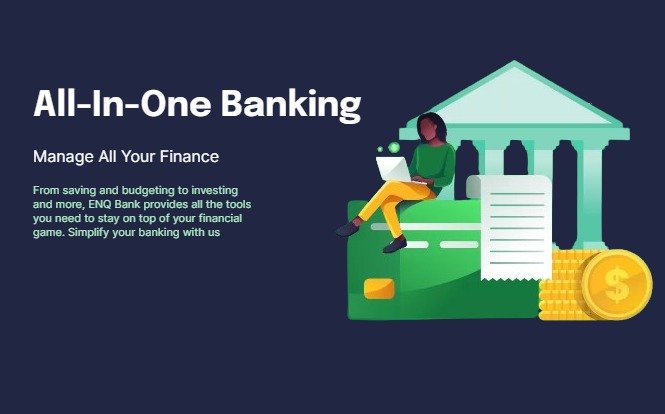 All-In-One Banking
Manage All Your Finance
From saving and budgeting to investing
and more, ENQ Bank provides all the tools
you need to stay on top of your financial
game. Simplify your banking with us
$